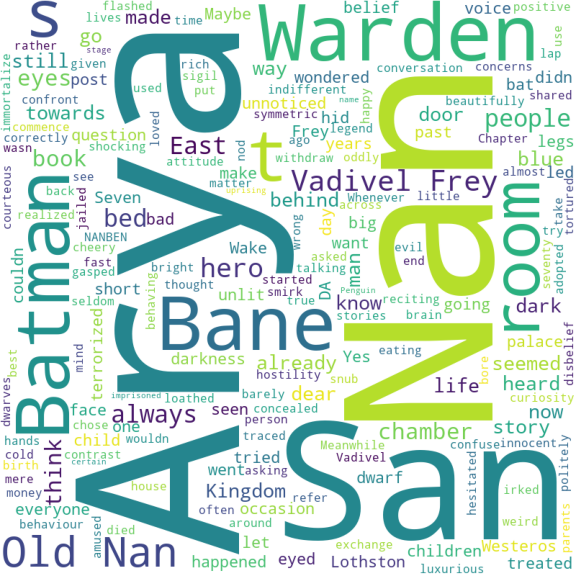 lives
flashed
made
Maybe
belief
voice
positive
s
go
time
rather
Warden
lap
use
immortalize
still
eyes
rich
given
sigil
post
put
stage
way
wondered
conversation
concerns
indifferent
bat
didn
beautifully
shared
confront
used
towards
unnoticed
hid
door
people
correctly
question
symmetric
Frey
legend
past
Chapter
legs
commence
shocking
loved
ago
years
withdraw
oddly
almost
led
wasn
book
East
t
Vadivel Frey
blue
tortured
courteous
back
attitude
nod
name
happy
see
make
matter
Whenever
little
take
realized
jailed
Seven
uprising
behind
across
adopted
try
Arya
Nan
room
Batman
NANBEN
bed
bad
day
wrong
want
big
evil
asked
end
seventy
cheery
Wake
talking
man
couldn
fast
gasped
bright
hero
started
smirk
true
stories
Penguin
reciting
brain
going
dark
seldom
short
thought
unlit
DA
know
behaving
terrorized
Bane
palace
disbelief
mind
darkness
already
Yes
eating
bore
seemed
dwarves
best
face
loathed
hostility
snub
life
heard
curiosity
hands
chose
imprisoned
barely
dear
cold
contrast
always
seen
concealed
chamber
now
birth
one
person
story
mere
child
wouldn
tried
traced
Meanwhile
confuse
innocent
money
think
certain
went
asking
Vadivel
dwarf
hesitated
politely
everyone
house
Kingdom
refer
San
irked
parents
behaviour
amused
often
occasion
Westeros
weird
died
around
let
exchange
children
Old Nan
happened
eyed
Lothston
luxurious
treated